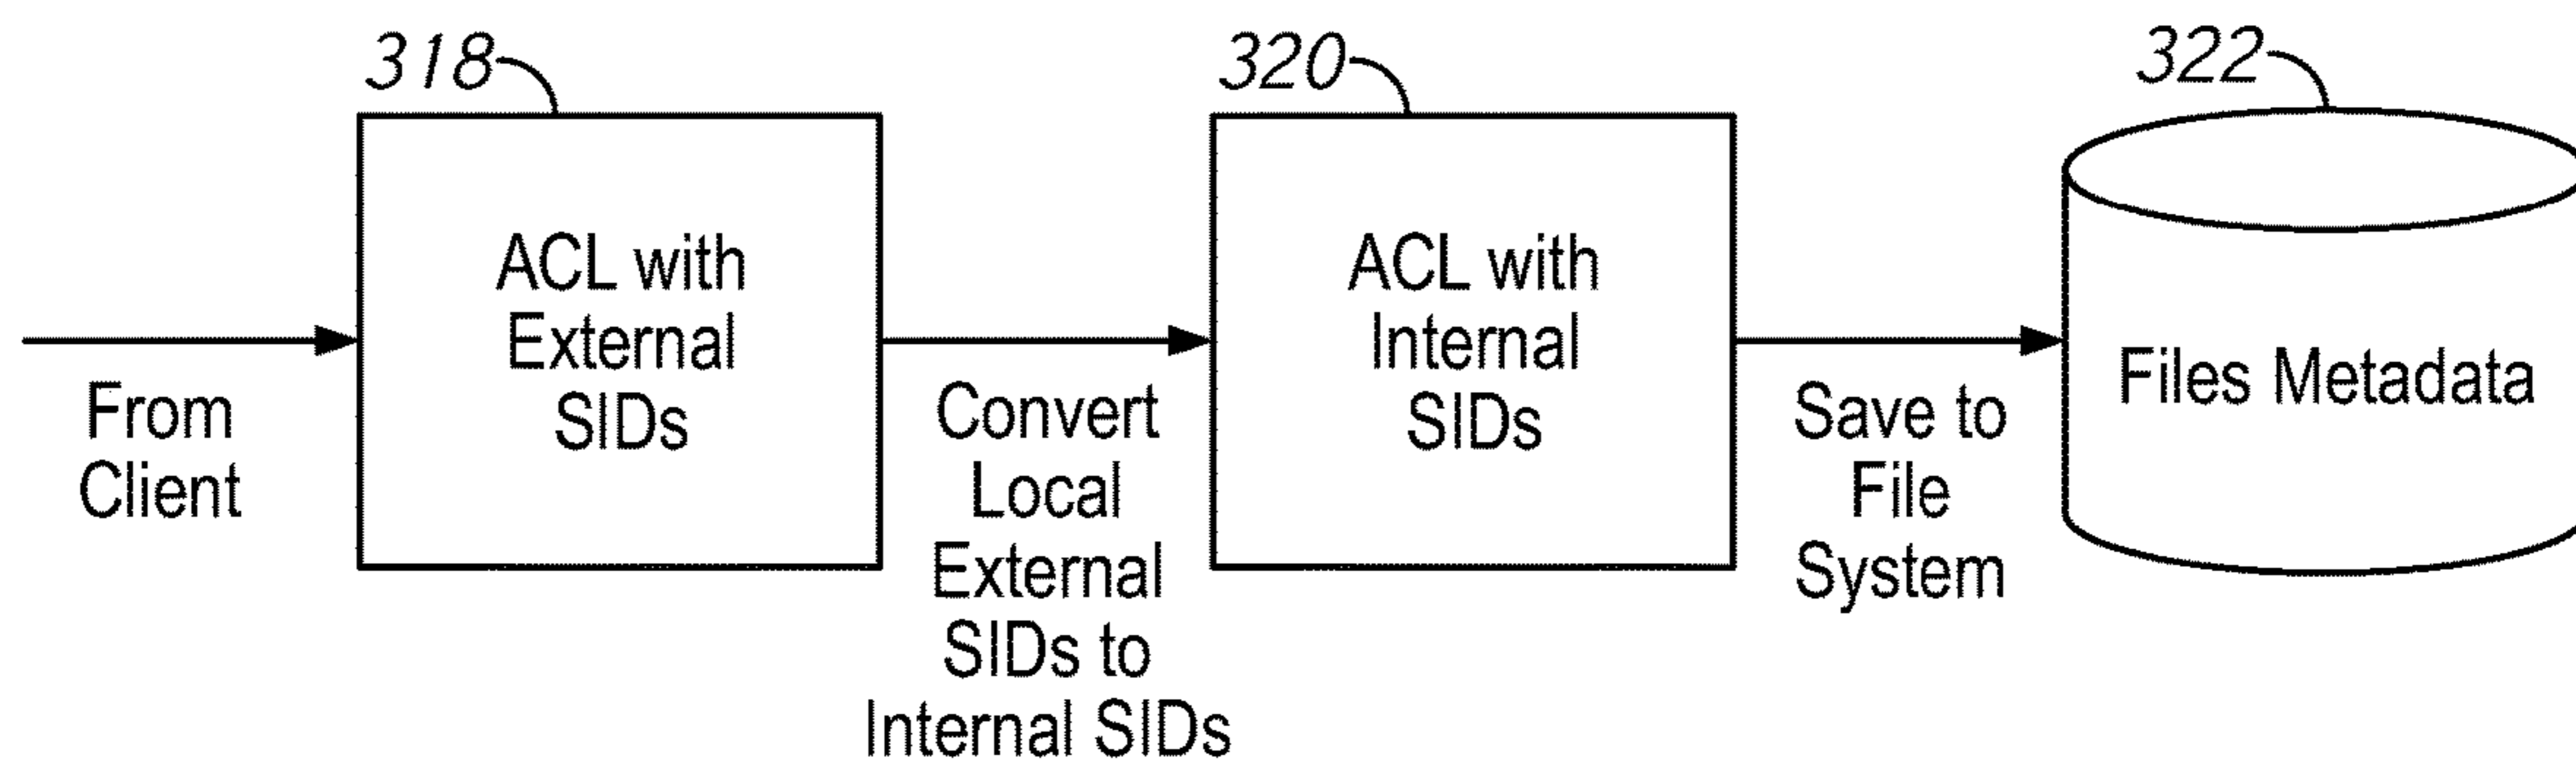 318
320
322
ACL with
External
SIDs
ACL with
Internal
SIDs
Files Metadata
From
Client
Convert
Local
External
SIDs to
Internal SIDs
Save to
File
System